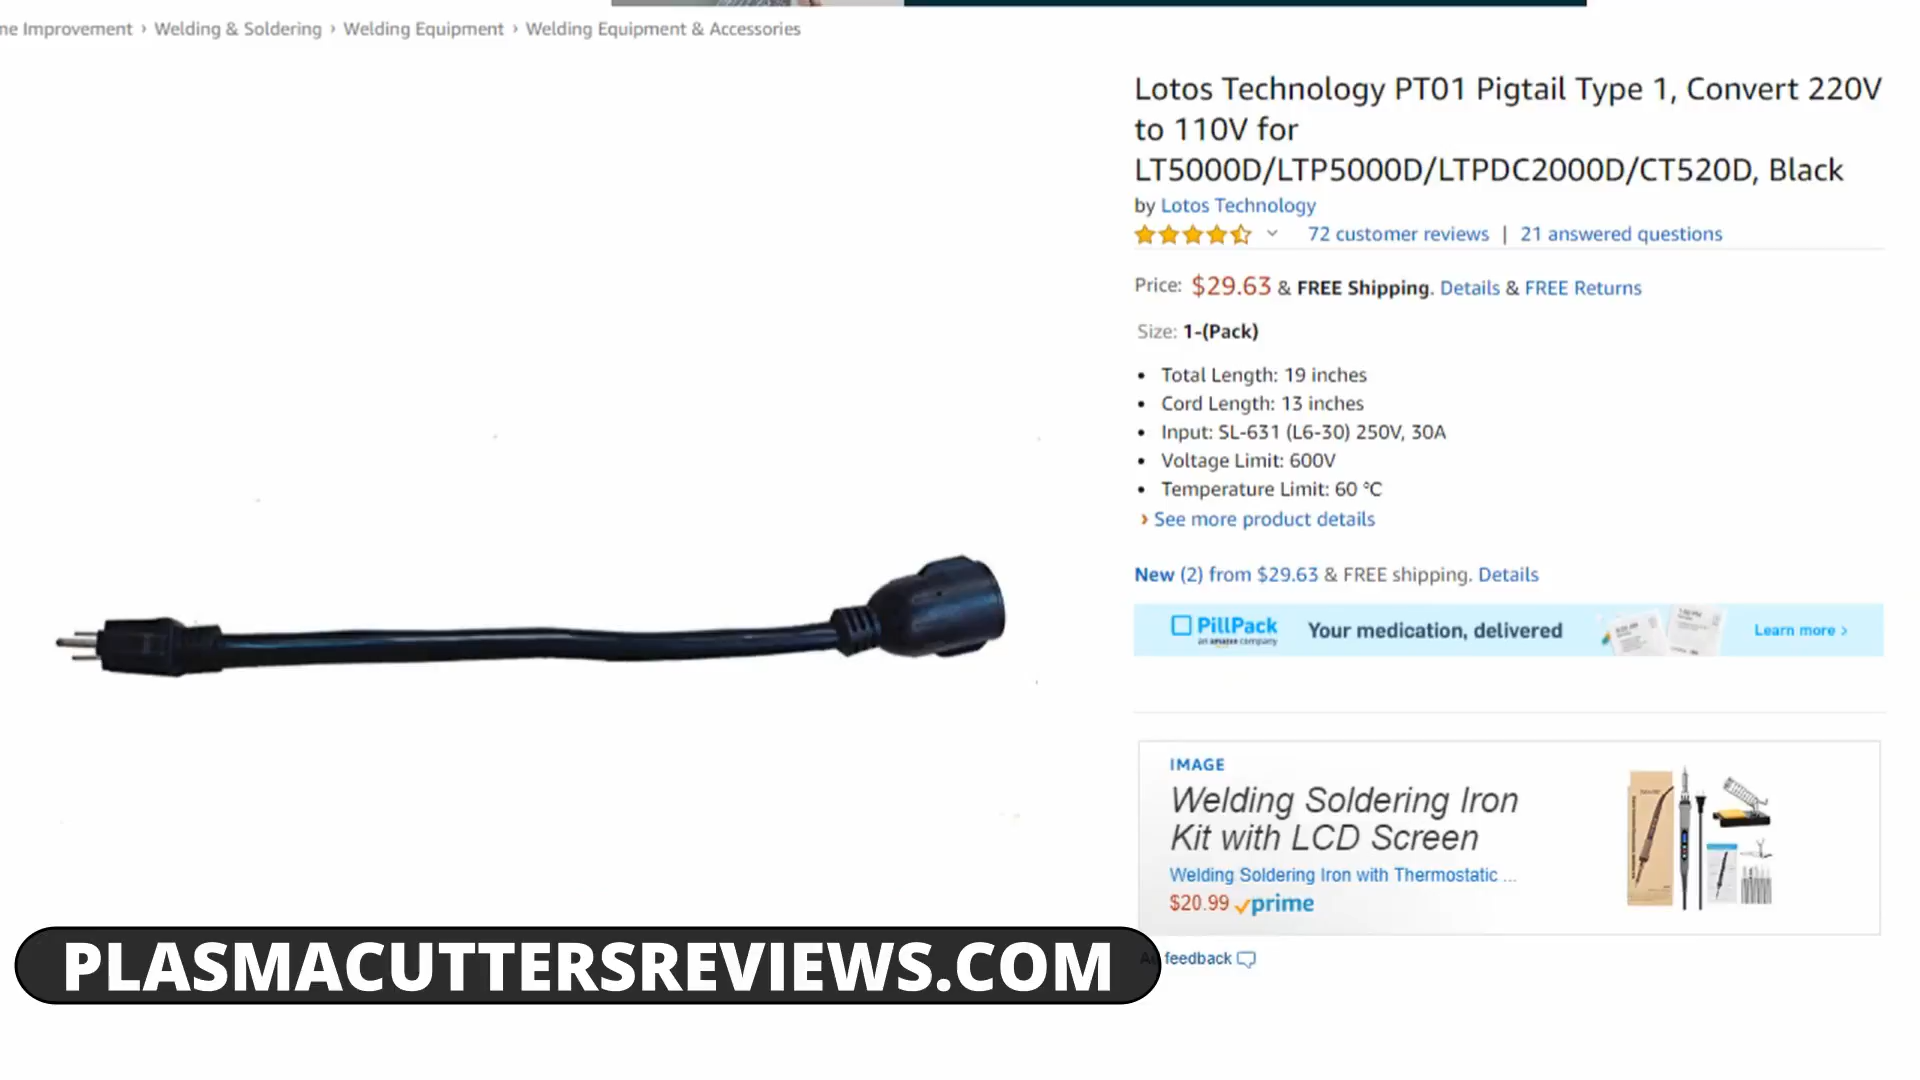 me Improvement › Welding & Soldering › Welding Equipment › Welding Equipment & Accessories
Lotos Technology PT01 Pigtail Type 1, Convert 220V
to 110V for
LT5000D/LTP5000D/LTPDC2000D/CT520D, Black
by Lotos Technology
72 customer reviews | 21 answered questions
Price: $29.63 & FREE Shipping. Details & FREE Returns
Size: 1-(Pack)
• Total Length: 19 inches
• Cord Length: 13 inches
• Input: SL-631 (L6-30) 250V, 30A
• Voltage Limit: 600V
• Temperature Limit: 60 °C
› See more product details
New (2) from $29.63 & FREE shipping. Details
PillPack
an amazon company
Your medication, delivered
Learn more ›
IMAGE
Welding Soldering Iron
Kit with LCD Screen
Welding Soldering Iron with Thermostatic ...
$20.99 prime
Ad feedback
PLASMACUTTERSREVIEWS.COM